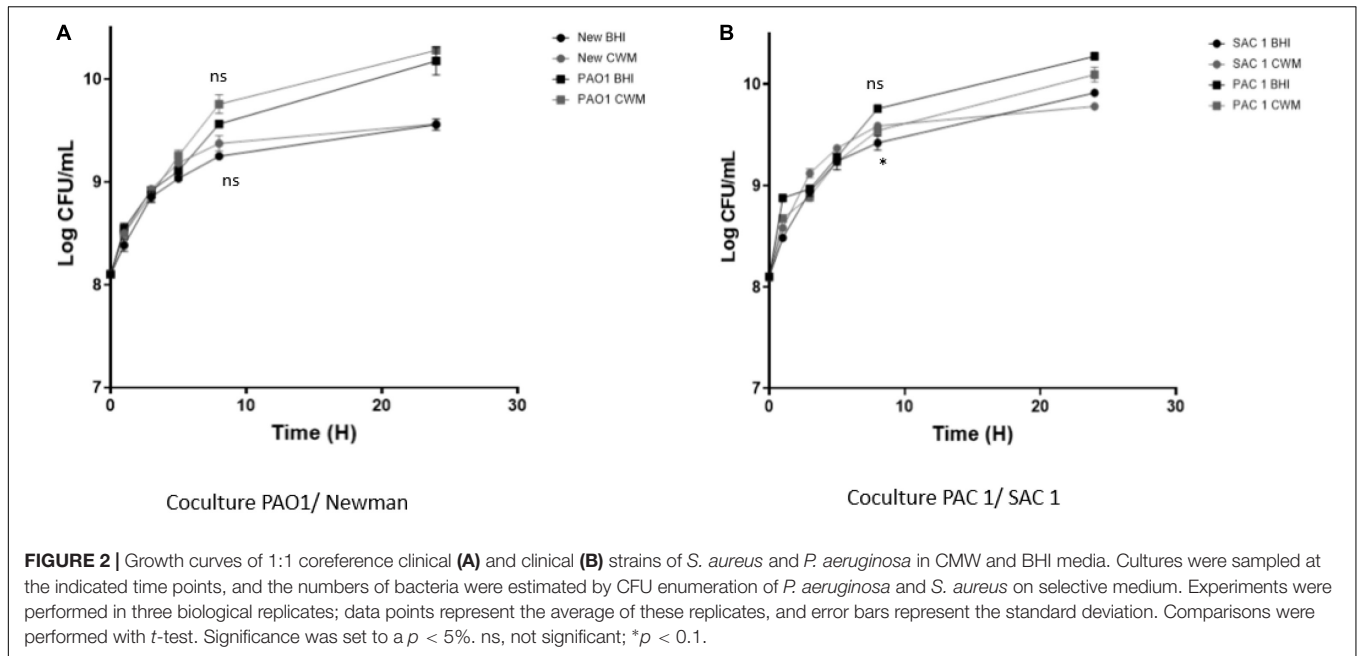 A
New BHI
New CWM
PAO1 BHI
PAO1 CWM
ns
ns
10
9
8
7
Log CFU/mL
0
10
20
30
Time (H)
Coculture PAO1/ Newman
B
SAC 1 BHI
SAC 1 CWM
PAC 1 BHI
PAC 1 CWM
ns
*
10
9
8
7
Log CFU/mL
0
10
20
30
Time (H)
Coculture PAC 1/ SAC 1
FIGURE 2 | Growth curves of 1:1 coreference clinical (A) and clinical (B) strains of S. aureus and P. aeruginosa in CMW and BHI media. Cultures were sampled at
the indicated time points, and the numbers of bacteria were estimated by CFU enumeration of P. aeruginosa and S. aureus on selective medium. Experiments were
performed in three biological replicates; data points represent the average of these replicates, and error bars represent the standard deviation. Comparisons were
performed with t-test. Significance was set to a p < 5%. ns, not significant; *p < 0.1.